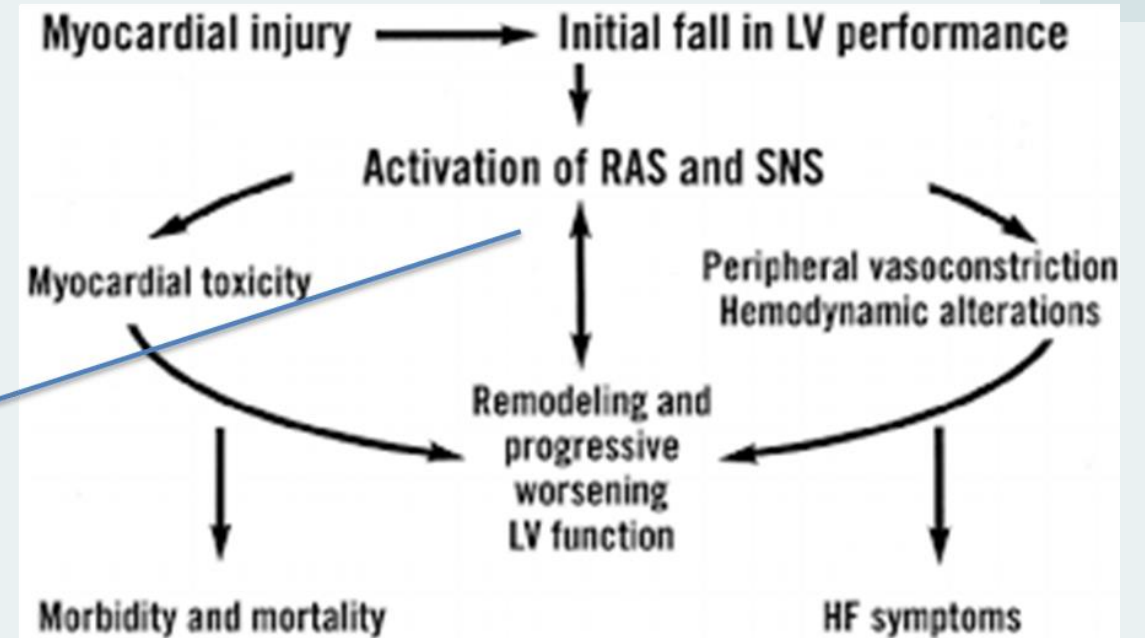 Myocardial injury
Initial fall in LV performance
Activation of RAS and SNS
Myocardial toxicity
Peripheral vasoconstriction
Hemodynamic alterations
Remodeling and
progressive
worsening
LV function
Morbidity and mortality
HF symptoms